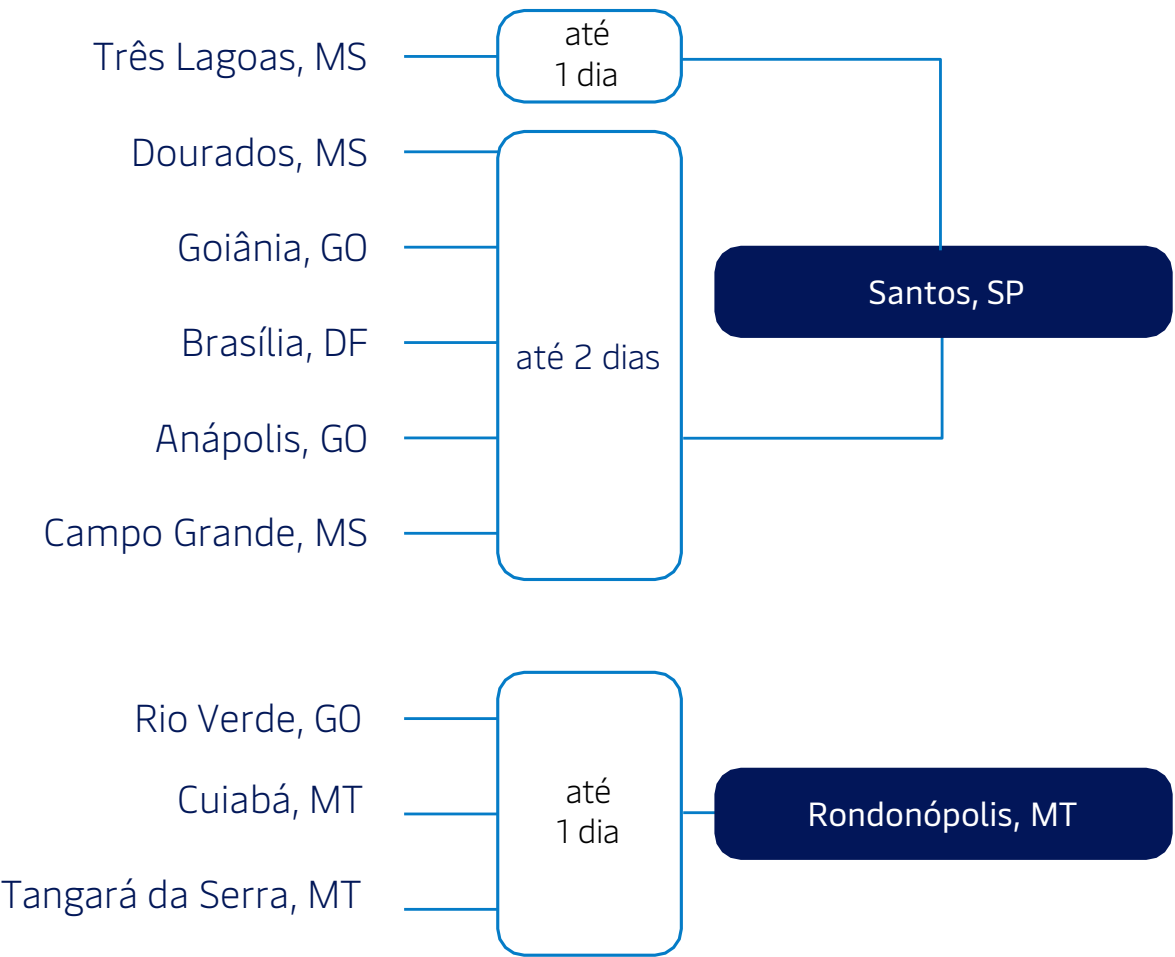 Três Lagoas, MS
até
1 dia
Dourados, MS
Goiânia, GO
Brasília, DF
Anápolis, GO
Campo Grande, MS
até 2 dias
Santos, SP
Rio Verde, GO
Cuiabá, MT
Tangará da Serra, MT
até
1 dia
Rondonópolis, MT